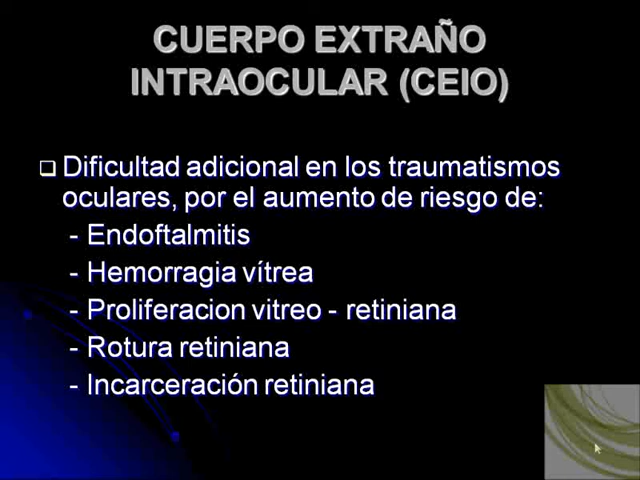 CUERPO EXTRAÑO
INTRAOCULAR (CEIO)
Dificultad adicional en los traumatismos
oculares, por el aumento de riesgo de:
- Endoftalmitis
- Hemorragia vítrea
- Proliferacion vitreo - retiniana
- Rotura retiniana
- Incarceración retiniana